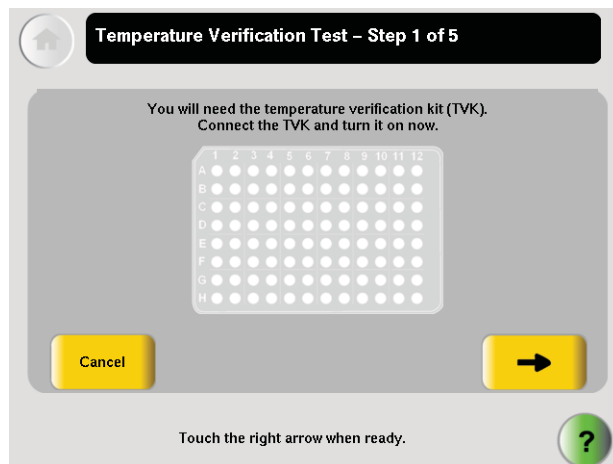 Temperature Verification Test – Step 1 of 5
You will need the temperature verification kit (TVK).
Connect the TVK and turn it on now.
1 2 3 4 5 6 7 8 9 10 11 12
A
B
C
D
E
F
G
H
Cancel
Touch the right arrow when ready.
?